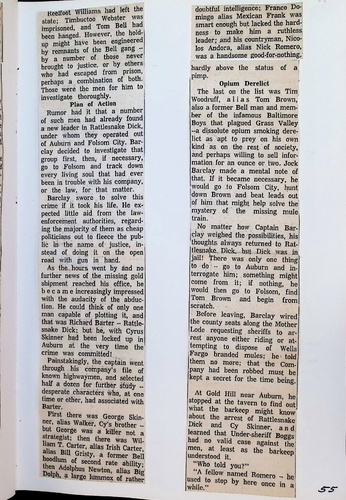 Reelfoot Williams had left the
state; Timbuctoo Webster was
imprisoned, and Tom Bell had
been hanged. However, the hold-
up might have been engineered
by remnants of the Bell gang —
by a number of those never
brought to justice, or by others
who had escaped from prison,
perhaps a combination of both.
Those were the men for him to
investigate thoroughly.
Plan of Action
Rumor had it that a number
of such men had already found
a new leader in Rattlesnake Dick,
under whom they operated out
of Auburn and Folsom City. Bar-
clay decided to investigate that
group first, then, if necessary,
go to Folsom and track down
every living soul that had ever
been in trouble with his company,
or the law, for that matter.
Barclay swore to solve this
crime if it took his life. He ex-
pected little aid from the law-
enforcement authorities, regard-
ing the majority of them as cheap
politicians out to fleece the pub-
lic in the name of justice, in-
stead of doing it on the open
road with gun in hand.
As the hours went by and no
further news of the missing gold
shipment reached his office, he
became increasingly impressed
with the audacity of the abduc-
tion. He could think of only one
man capable of plotting it, and
that was Richard Barter — Rattle-
snake Dick; but he, with Cyrus
Skinner had been locked up in
Auburn at the very time the
crime was committed!
Painstakingly, the captain went
through his company's file of
known highwaymen, and selected
half a dozen for further study —
desperate characters who, at one
time or other, had associated with
Barter.
First there was George Skin-
ner, alias Walker, Cy's brother —
but George was a killer not a
strategist; then there was Wil-
liam T. Carter, alias Irish Carter,
alias Bill Gristy, a former Bell
hoodlum of second rate ability;
then Adolphus Newton, alias Big
Dolph, a large lummox of rather
doubtful intelligence; Franco Do-
mingo alias Mexican Frank was
smart enough but lacked the hard-
ness to make him a ruthless
leader; and his countryman, Nico-
los Andora, alias Nick Romero,
was a handsome good-for-nothing,
hardly above the status of a
pimp.
Opium Derelict
The last on the list was Tim
Woodruff, alias Tom Brown,
also a former Bell man and mem-
ber of the infamous Baltimore
Boys that plagued Grass Valley
—a dissolute opium smoking dere-
lict as apt to prey on his own
kind as on the rest of society,
and perhaps willing to sell infor-
mation for an ounce or two. Jock
Barclay made a mental note of
that. If it became necessary, he
would go to Folsom City, hunt
down Brown and beat leads out
of him that might help solve the
mystery of the missing mule
train.
No matter how Captain Bar-
clay weighed the possibilities, his
thoughts always returned to Rat-
tlesnake Dick, but Dick was in
jail! There was only one thing
to do — go to Auburn and in-
terrogate him; something might
come from it; if nothing, he
would then go to Folsom, find
Tom Brown and begin from
scratch.
Before leaving, Barclay wired
the county seats along the Mother
Lode requesting sheriffs to ar-
rest anyone either riding or at-
tempting to dispose of Wells
Fargo branded mules; he told
them no more; that the Com-
pany had been robbed must be
kept a secret for the time being.
At Gold Hill near Auburn, he
stopped at the tavern to find out
what the barkeep might know
about the arrest of Rattlesnake
Dick and Cy Skinner, and
learned that Under-sheriff Boggs
had no valid case against the
men, at least as the barkeep
understood it.
"Who told you?"
"A fellow named Romero — he
used to stop by here once in a
while."
55